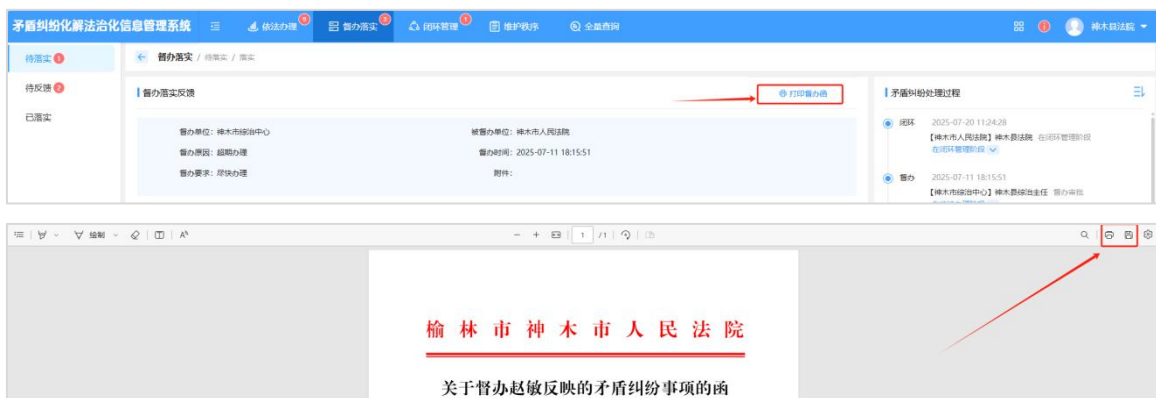 矛盾纠纷化解法治化信息管理系统
依法办理
督办落实
闭环管理
维护秩序
全量查询
神木县法院
待落实 1
待反馈 2
已落实
督办落实 / 待落实 / 落实
督办落实反馈
打印督办函
督办单位：神木市综治中心
被督办单位：神木市人民法院
督办原因：超期办理
督办时间：2025-07-11 18:15:51
督办要求：尽快办理
附件：
矛盾纠纷处理过程
闭环 2025-07-20 11:24:28
【神木市人民法院】神木县法院 在闭环管理阶段
在闭环管理阶段
督办 2025-07-11 18:15:51
【神木市综治中心】神木县综治主任 督办审批
绘制
1 /1
榆林市神木市人民法院
关于督办赵敏反映的矛盾纠纷事项的函